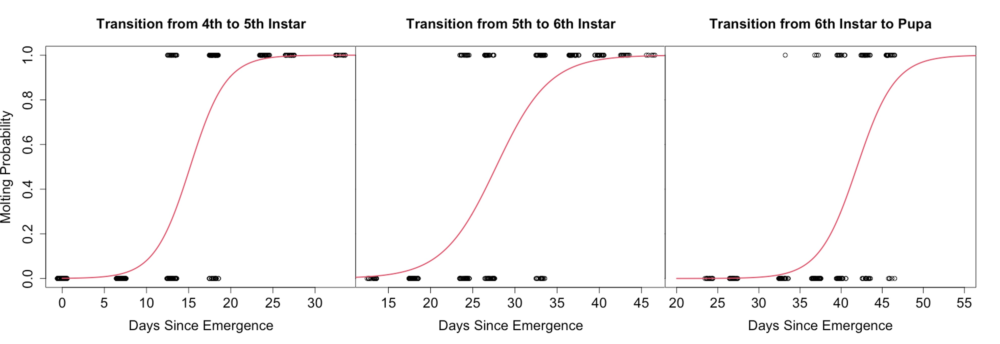 Transition from 4th to 5th Instar
Transition from 5th to 6th Instar
Transition from 6th Instar to Pupa
Molting Probability
1.0
0.8
0.6
0.4
0.2
0.0
0 5 10 15 20 25 30
15 20 25 30 35 40 45
20 25 30 35 40 45 50 55
Days Since Emergence
Days Since Emergence
Days Since Emergence